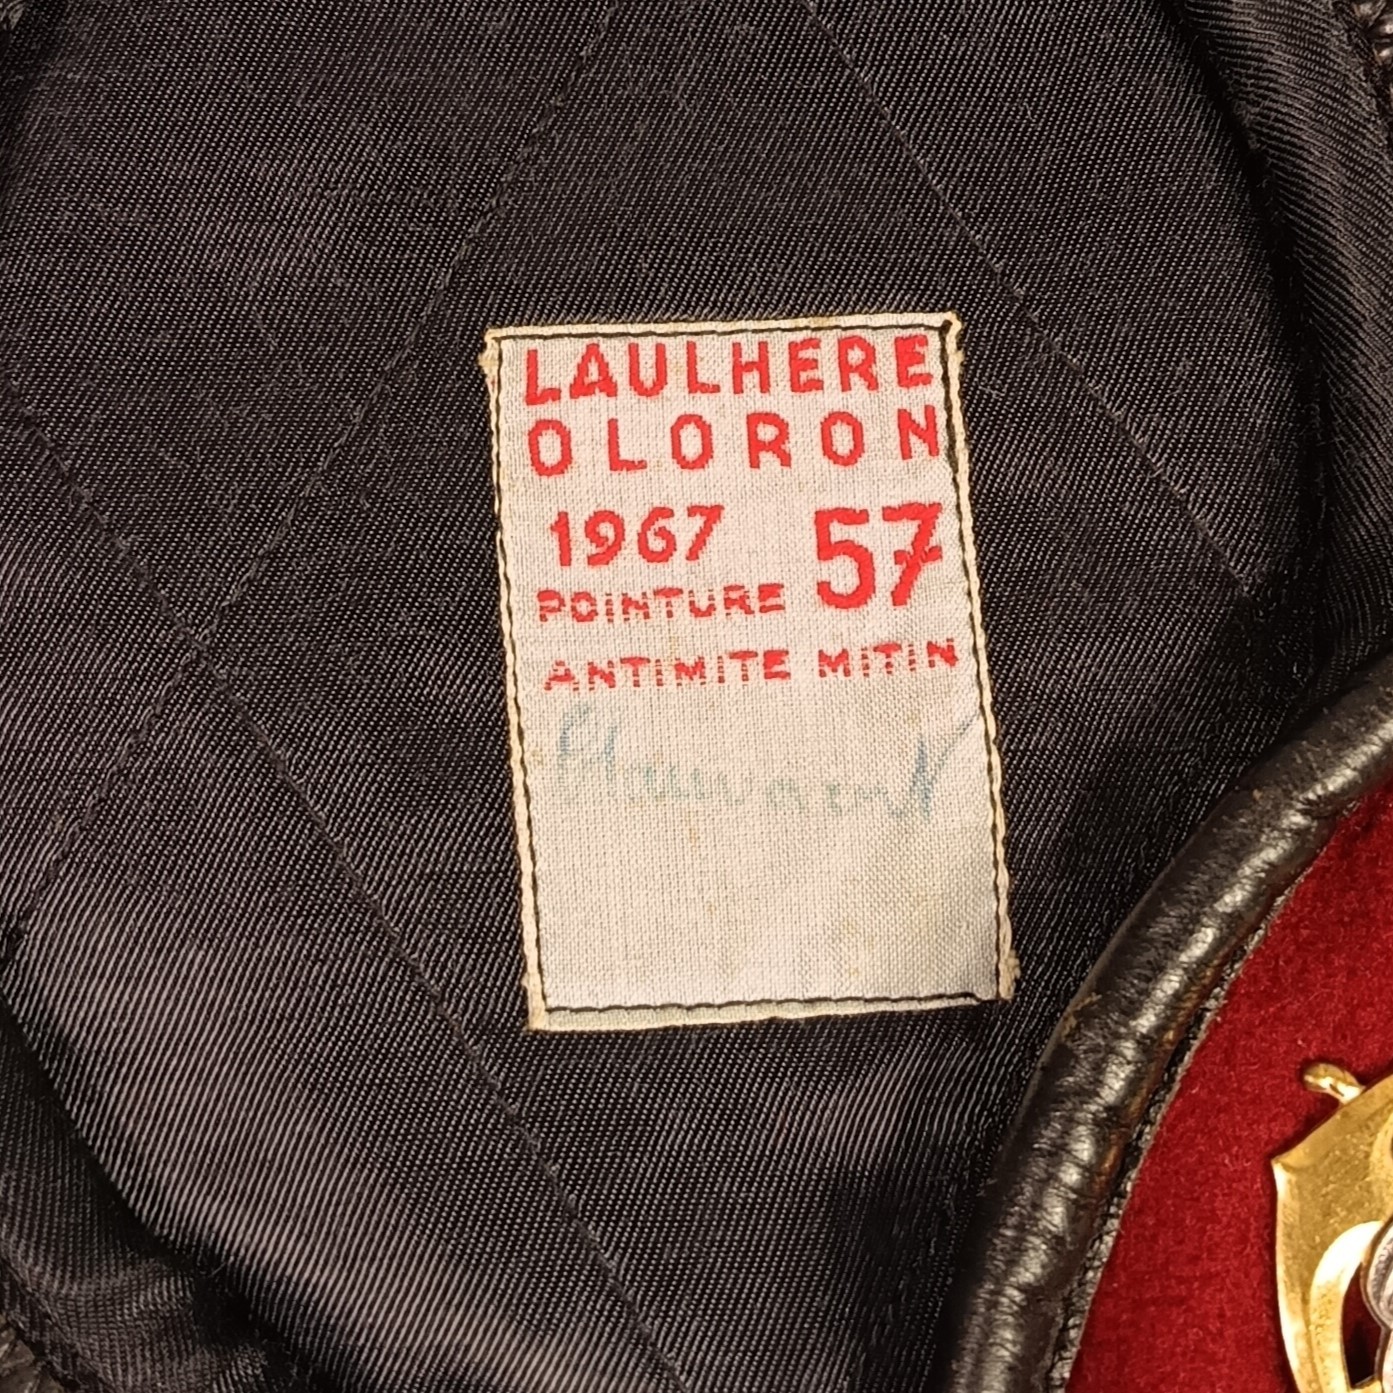 LAULHERE
OLORON
1967 57
POINTURE
ANTIMITE MITIN